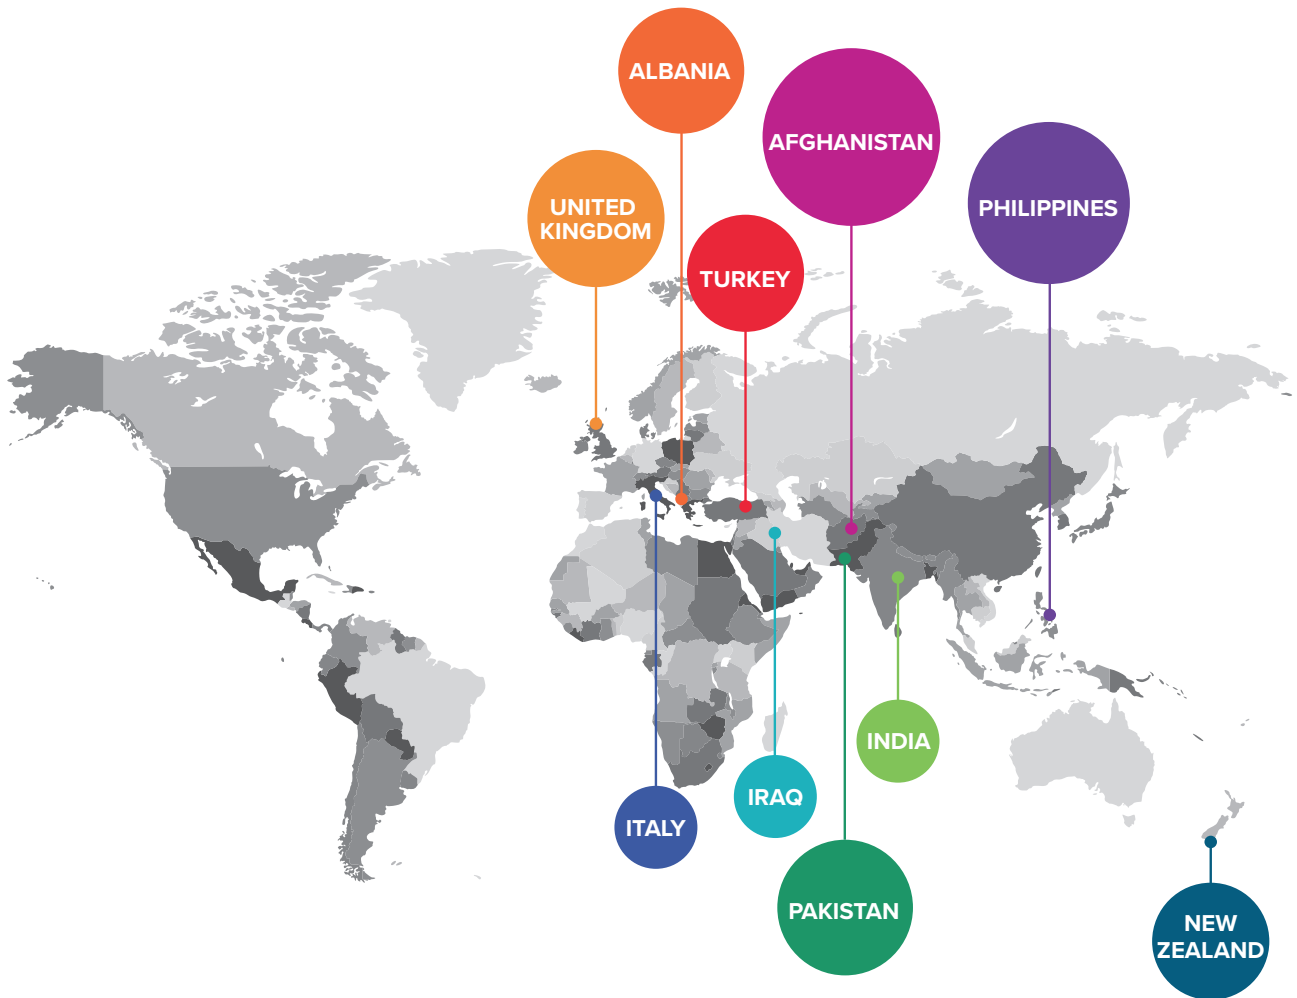 ALBANIA
AFGHANISTAN
UNITED
KINGDOM
PHILIPPINES
TURKEY
INDIA
IRAQ
ITALY
PAKISTAN
NEW
ZEALAND